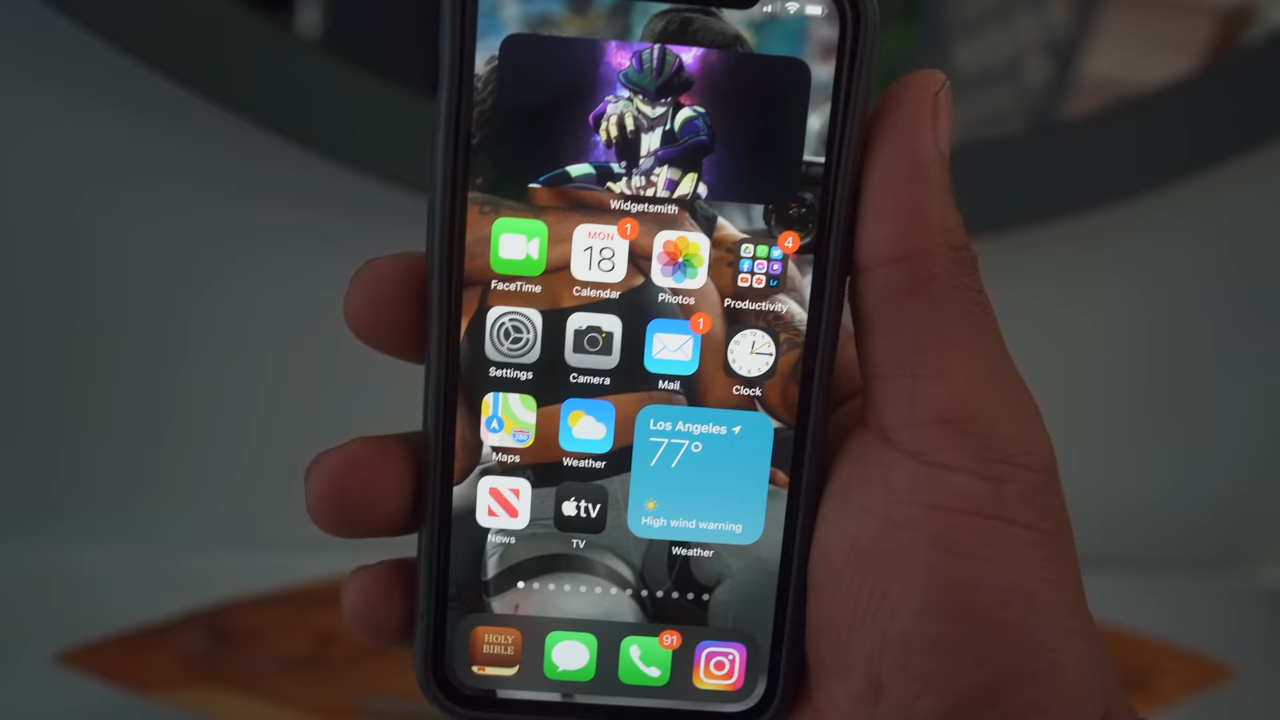 Widgetsmith
1
4
MON
18
FaceTime
Calendar
Photos
Productivity
1
Settings
Camera
Mail
Clock
280
Maps
Weather
Los Angeles
77°
High wind warning
Weather
News
tv
TV
HOLY
BIBLE
91